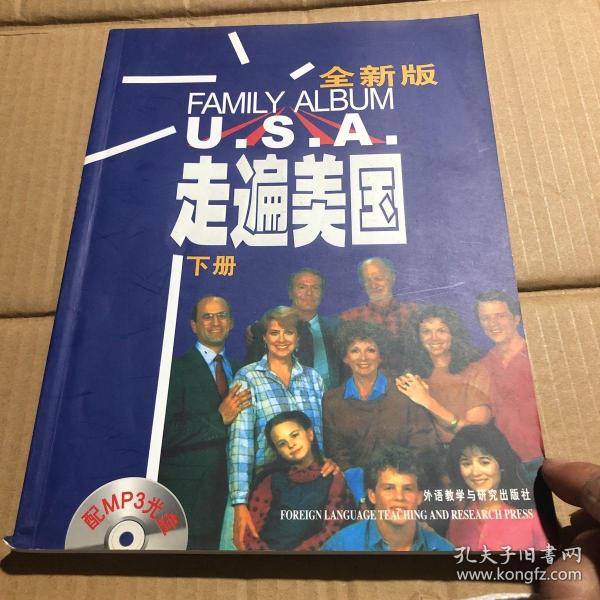 全新版
FAMILY ALBUM
U.S.A.
走遍美国
下册
配MP3光盘
外语教学与研究出版社
FOREIGN LANGUAGE TEACHING AND RESEARCH PRESS
孔夫子旧书网
www.kongfz.com